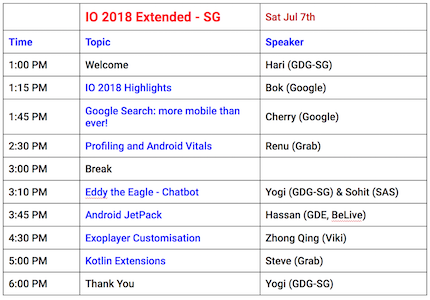 IO 2018 Extended - SG Sat Jul 7th
Time Topic Speaker
1:00 PM Welcome Hari (GDG-SG)
1:15 PM IO 2018 Highlights Bok (Google)
1:45 PM Google Search: more mobile than
ever! Cherry (Google)
2:30 PM Profiling and Android Vitals Renu (Grab)
3:00 PM Break
3:10 PM Eddy the Eagle - Chatbot Yogi (GDG-SG) & Sohit (SAS)
3:45 PM Android JetPack Hassan (GDE, BeLive)
4:30 PM Exoplayer Customisation Zhong Qing (Viki)
5:00 PM Kotlin Extensions Steve (Grab)
6:00 PM Thank You Yogi (GDG-SG)